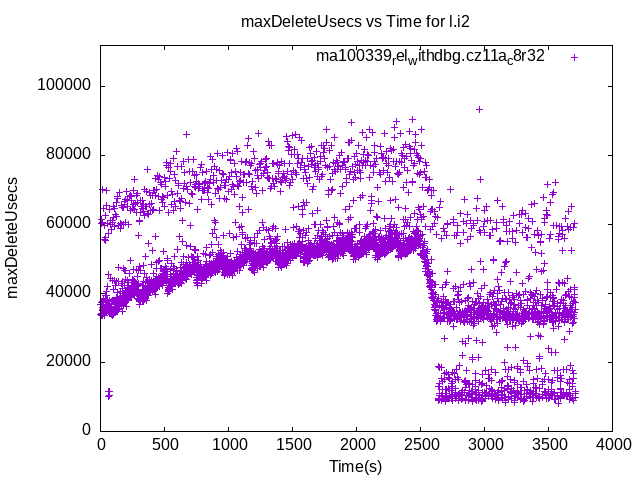 maxDeleteUsecs vs Time for l.i2
ma100339relwithdbg.cz11ac8r32
maxDeleteUsecs
120000
100000
80000
60000
40000
20000
0
0 500 1000 1500 2000 2500 3000 3500 4000
Time(s)